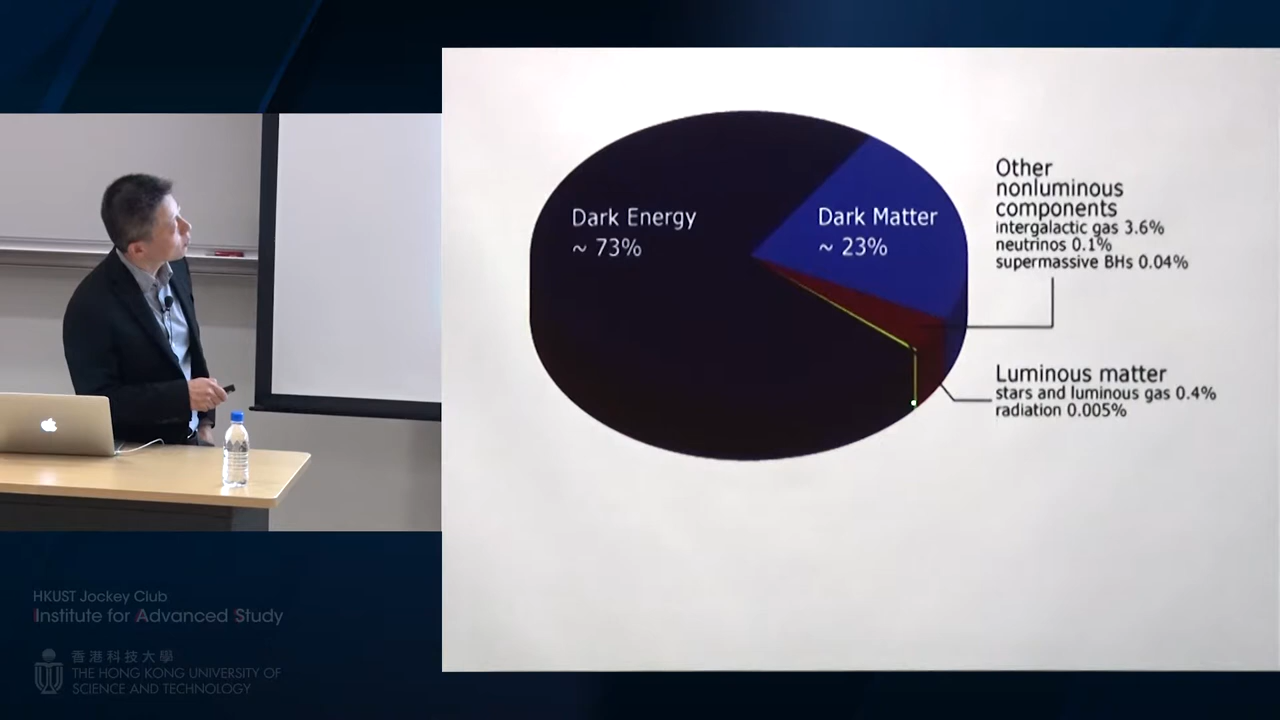 Dark Energy
~ 73%
Dark Matter
~ 23%
Other
nonluminous
components
intergalactic gas 3.6%
neutrinos 0.1%
supermassive BHs 0.04%
Luminous matter
stars and luminous gas 0.4%
radiation 0.005%
HKUST Jockey Club
Institute for Advanced Study
香港科技大學
THE HONG KONG UNIVERSITY OF
SCIENCE AND TECHNOLOGY